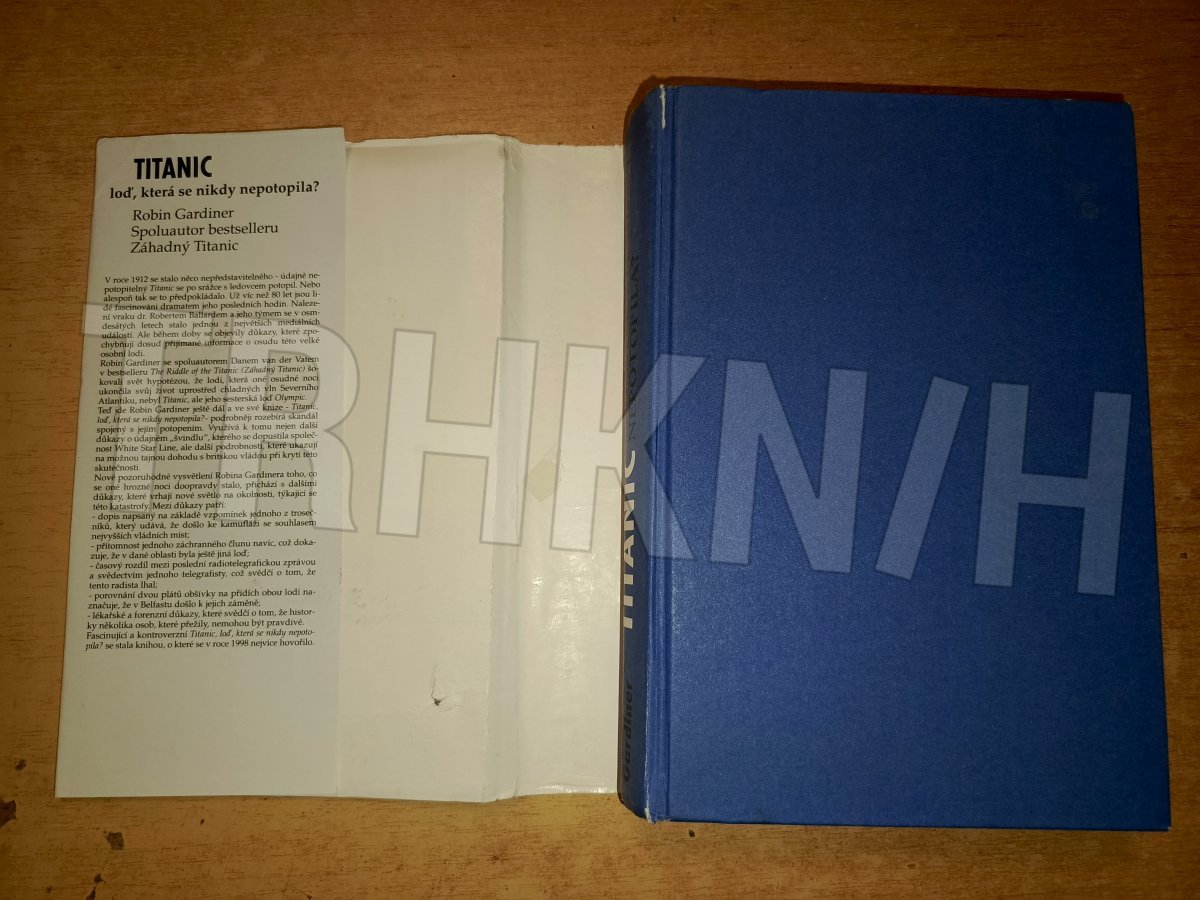 TITANIC
loď, která se nikdy nepotopila?
Robin Gardiner
Spoluautor bestselleru
Záhadný Titanic
V roce 1912 se stalo něco nepředstavitelného - údajně ne-
potopitelný Titanic se po srážce s ledovcem potopil. Nebo
alespoň tak se to předpokládalo. Už víc než 80 let jsou li-
dé fascinováni dramatem jeho posledních hodin. Naleze-
ní vraku dr. Robertem Ballardem a jeho týmem se v osm-
desátých letech stalo jednou z největších mediálních
událostí. Ale během doby se objevily důkazy, které zpo-
chybňují dosud přijímané informace o osudu této velké
osobní lodi.
Robin Gardiner se spoluautorem Danem van der Vatem
v bestselleru The Riddle of the Titanic (Záhadný Titanic) šo-
kovali svět hypotézou, že lodí, která oné osudné noci
ukončila svůj život uprostřed chladných vln Severního
Atlantiku, nebyl Titanic, ale jeho sesterská loď Olympic.
Teď jde Robin Gardiner ještě dál a ve své knize - Titanic,
loď, která se nikdy nepotopila?- podrobněji rozebírá skandál
spojený s jejím potopením. Využívá k tomu nejen další
důkazy o údajném „švindlu", kterého se dopustila společ-
nost White Star Line, ale další podrobnosti, které ukazují
na možnou tajnou dohodu s britskou vládou při krytí této
skutečnosti.
Nové pozoruhodné vysvětlení Robina Gardinera toho, co
se oné hrozné noci doopravdy stalo, přichází s dalšími
důkazy, které vrhají nové světlo na okolnosti, týkající se
této katastrofy. Mezi důkazy patří:
- dopis napsaný na základě vzpomínek jednoho z troseč-
níků, který udává, že došlo ke kamufláži se souhlasem
nejvyšších vládních míst;
- přítomnost jednoho záchranného člunu navíc, což doka-
zuje, že v dané oblasti byla ještě jiná loď;
- časový rozdíl mezi poslední radiotelegrafickou zprávou
a svědectvím jednoho telegrafisty, což svědčí o tom, že
tento radista lhal;
- porovnání dvou plátů obšívky na přídích obou lodí na-
značuje, že v Belfastu došlo k jejich záměně;
- lékařské a forenzní důkazy, které svědčí o tom, že histor-
ky několika osob, které přežily, nemohou být pravdivé.
Fascinující a kontroverzní Titanic, loď, která se nikdy nepoto-
pila? se stala knihou, o které se v roce 1998 nejvíce hovořilo.
Gardiner
TITANIC
NEPOTOPILA?
TRHKNIH